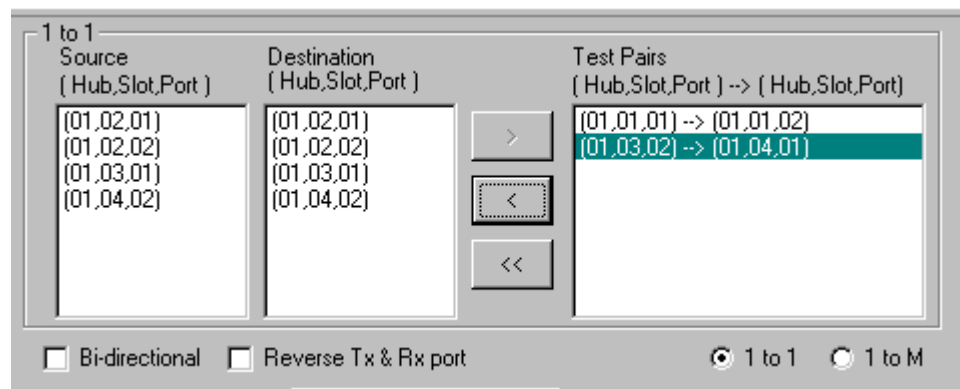 1 to 1
Source
( Hub,Slot,Port )
(01,02,01)
(01,02,02)
(01,03,01)
(01,04,02)
Destination
( Hub,Slot,Port )
(01,02,01)
(01,02,02)
(01,03,01)
(01,04,02)
>
<
<<
Test Pairs
( Hub,Slot,Port ) --> ( Hub,Slot,Port)
(01,01,01) --> (01,01,02)
(01,03,02) --> (01,04,01)
Bi-directional Reverse Tx & Rx port 1 to 1 1 to M